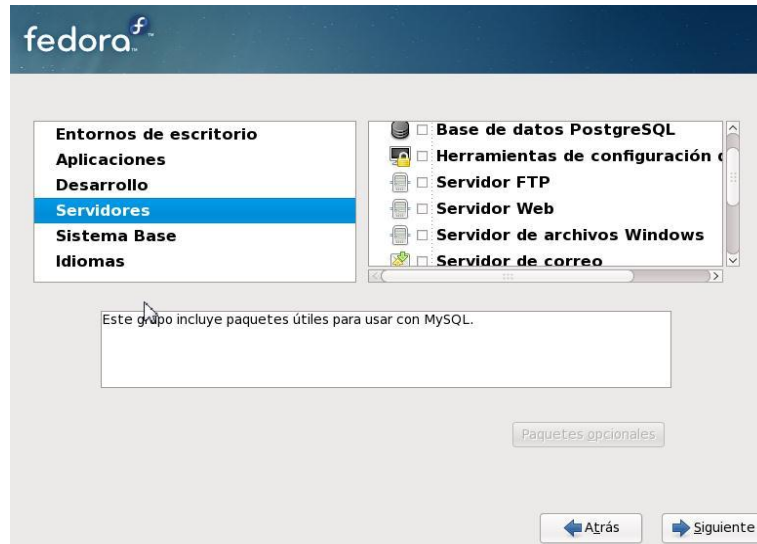 fedora
Entornos de escritorio
Aplicaciones
Desarrollo
Servidores
Sistema Base
Idiomas
Base de datos PostgreSQL
Herramientas de configuración
Servidor FTP
Servidor Web
Servidor de archivos Windows
Servidor de correo
Este grupo incluye paquetes útiles para usar con MySQL.
Paquetes opcionales
Atrás
Siguiente